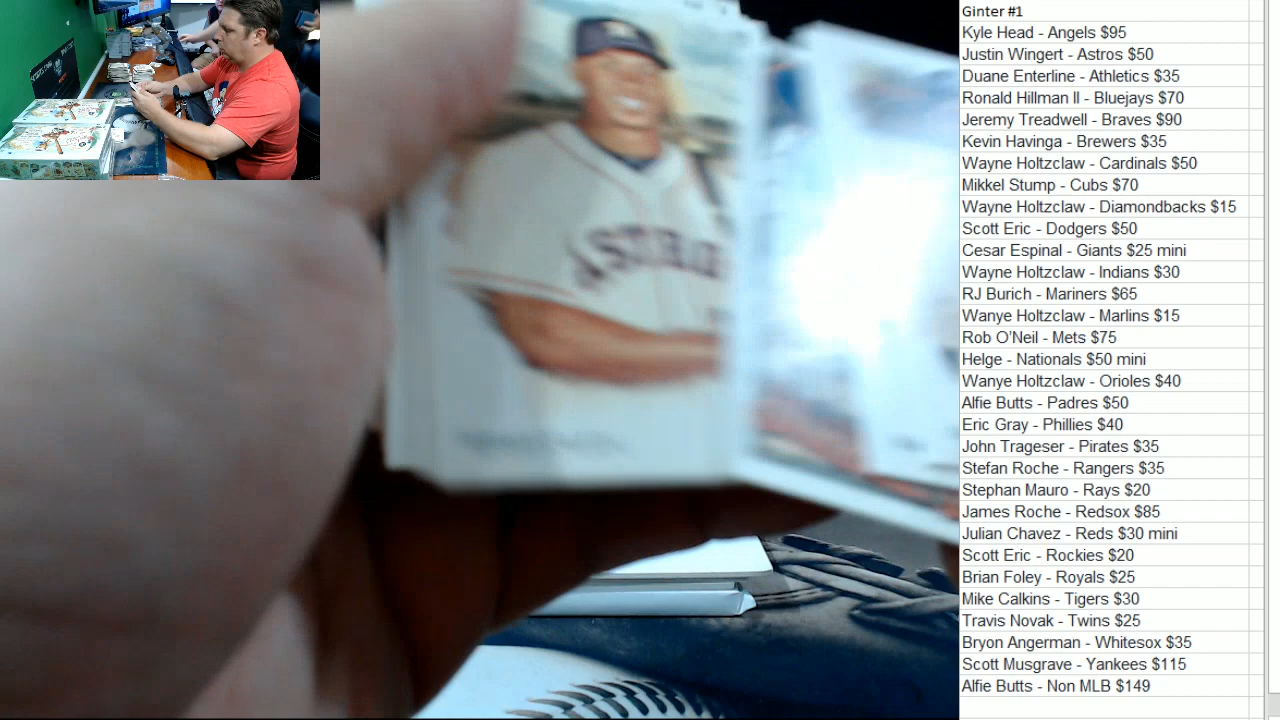 Ginter #1
Kyle Head - Angels $95
Justin Wingert - Astros $50
Duane Enterline - Athletics $35
Ronald Hillman ll - Bluejays $70
Jeremy Treadwell - Braves $90
Kevin Havinga - Brewers $35
Wayne Holtzclaw - Cardinals $50
Mikkel Stump - Cubs $70
Wayne Holtzclaw - Diamondbacks $15
Scott Eric - Dodgers $50
Cesar Espinal - Giants $25 mini
Wayne Holtzclaw - Indians $30
RJ Burich - Mariners $65
Wanye Holtzclaw - Marlins $15
Rob O'Neil - Mets $75
Helge - Nationals $50 mini
Wanye Holtzclaw - Orioles $40
Alfie Butts - Padres $50
Eric Gray - Phillies $40
John Trageser - Pirates $35
Stefan Roche - Rangers $35
Stephan Mauro - Rays $20
James Roche - Redsox $85
Julian Chavez - Reds $30 mini
Scott Eric - Rockies $20
Brian Foley - Royals $25
Mike Calkins - Tigers $30
Travis Novak - Twins $25
Bryon Angerman - Whitesox $35
Scott Musgrave - Yankees $115
Alfie Butts - Non MLB $149
ASTROS